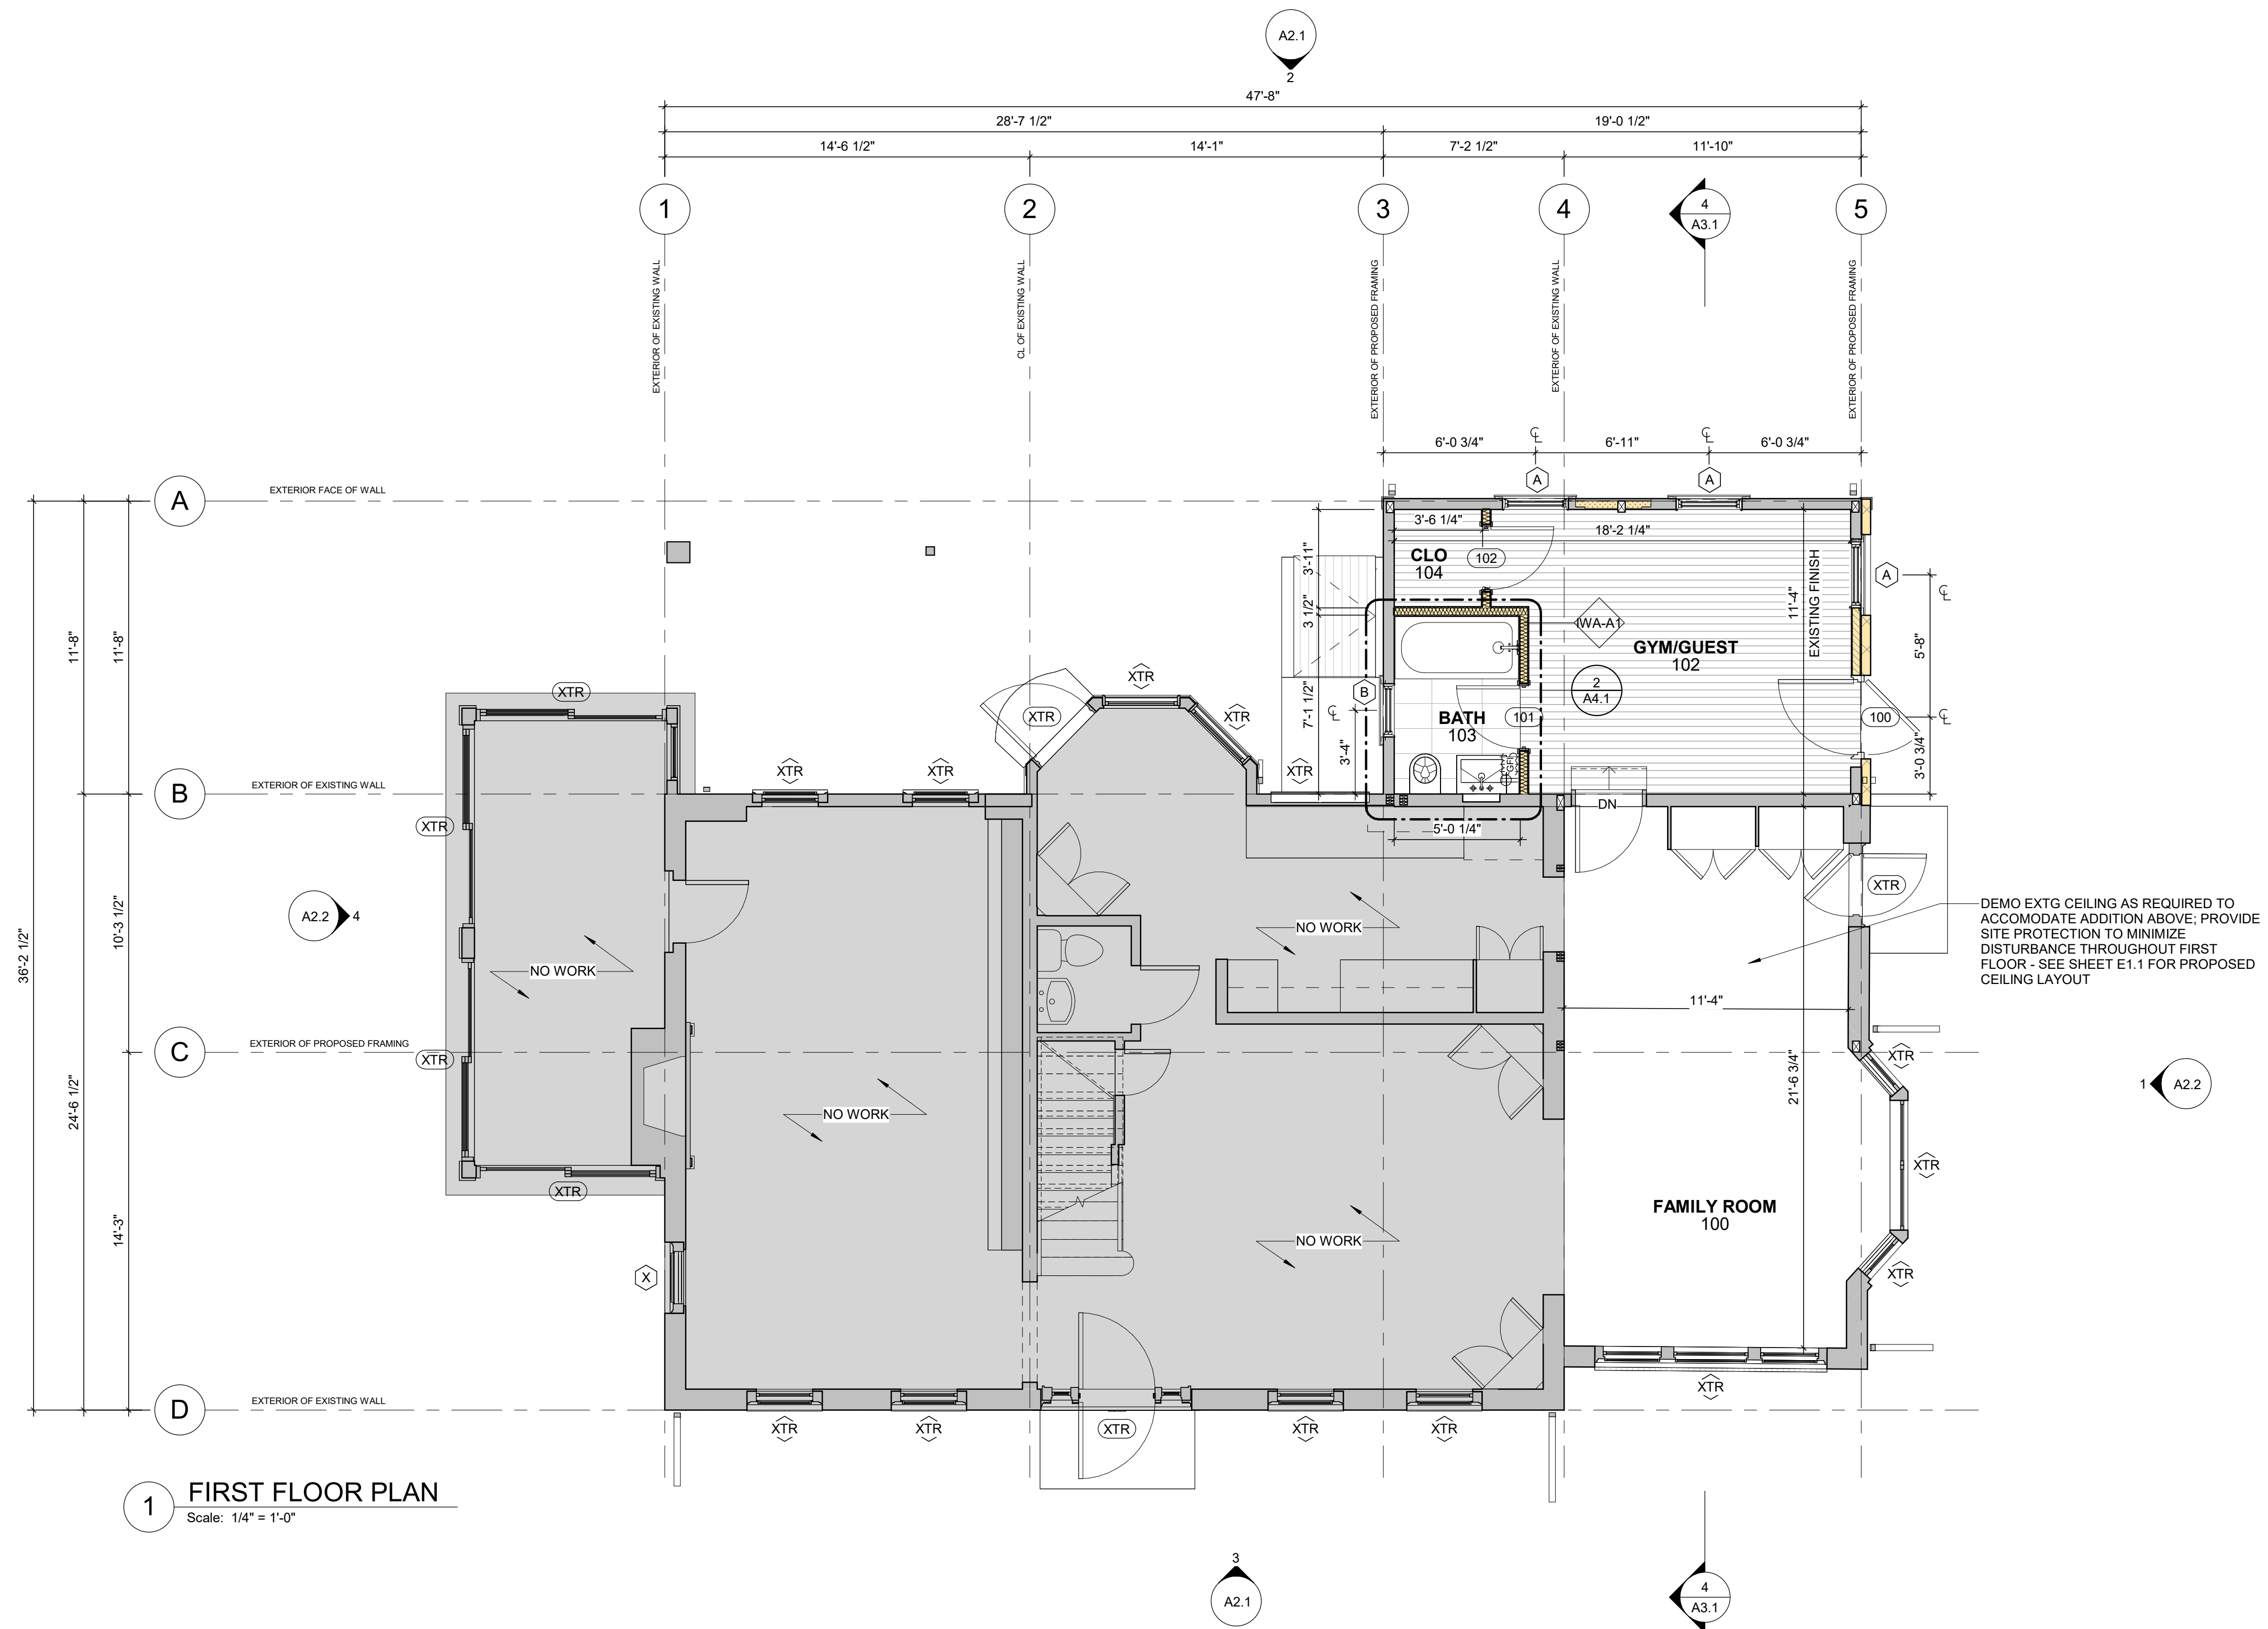 A2.1
2
47'-8"
28'-7 1/2"
19'-0 1/2"
14'-6 1/2"
14'-1"
7'-2 1/2"
11'-10"
1
2
3
4
5
4
A3.1
EXTERIOR OF EXISTING WALL
CL OF EXISTING WALL
EXTERIOR OF PROPOSED FRAMING
EXTERIOF OF EXISTING WALL
EXTERIOR OF PROPOSED FRAMING
6'-0 3/4"
CL
6'-11"
CL
6'-0 3/4"
A
A
A
EXTERIOR FACE OF WALL
3'-6 1/4"
18'-2 1/4"
3'-11"
CLO
104
102
EXISTING FINISH
11'-4"
A
CL
3 1/2"
IWA-A1
GYM/GUEST
102
5'-8"
11'-8"
11'-8"
2
A4.1
XTR
XTR
B
7'-1 1/2"
CL
BATH
103
101
100
CL
XTR
XTR
XTR
3'-4"
GFI
3'-0 3/4"
B
EXTERIOR OF EXISTING WALL
XTR
XTR
XTR
DN
XTR
5'-0 1/4"
XTR
A2.2
4
10'-3 1/2"
36'-2 1/2"
NO WORK
NO WORK
DEMO EXTG CEILING AS REQUIRED TO
ACCOMODATE ADDITION ABOVE; PROVIDE
SITE PROTECTION TO MINIMIZE
DISTURBANCE THROUGHOUT FIRST
FLOOR - SEE SHEET E1.1 FOR PROPOSED
CEILING LAYOUT
11'-4"
C
EXTERIOR OF PROPOSED FRAMING
XTR
XTR
21'-6 3/4"
24'-6 1/2"
1
A2.2
NO WORK
XTR
XTR
14'-3"
FAMILY ROOM
100
NO WORK
X
XTR
XTR
D
EXTERIOR OF EXISTING WALL
XTR
XTR
XTR
XTR
XTR
1
FIRST FLOOR PLAN
Scale: 1/4" = 1'-0"
3
A2.1
4
A3.1